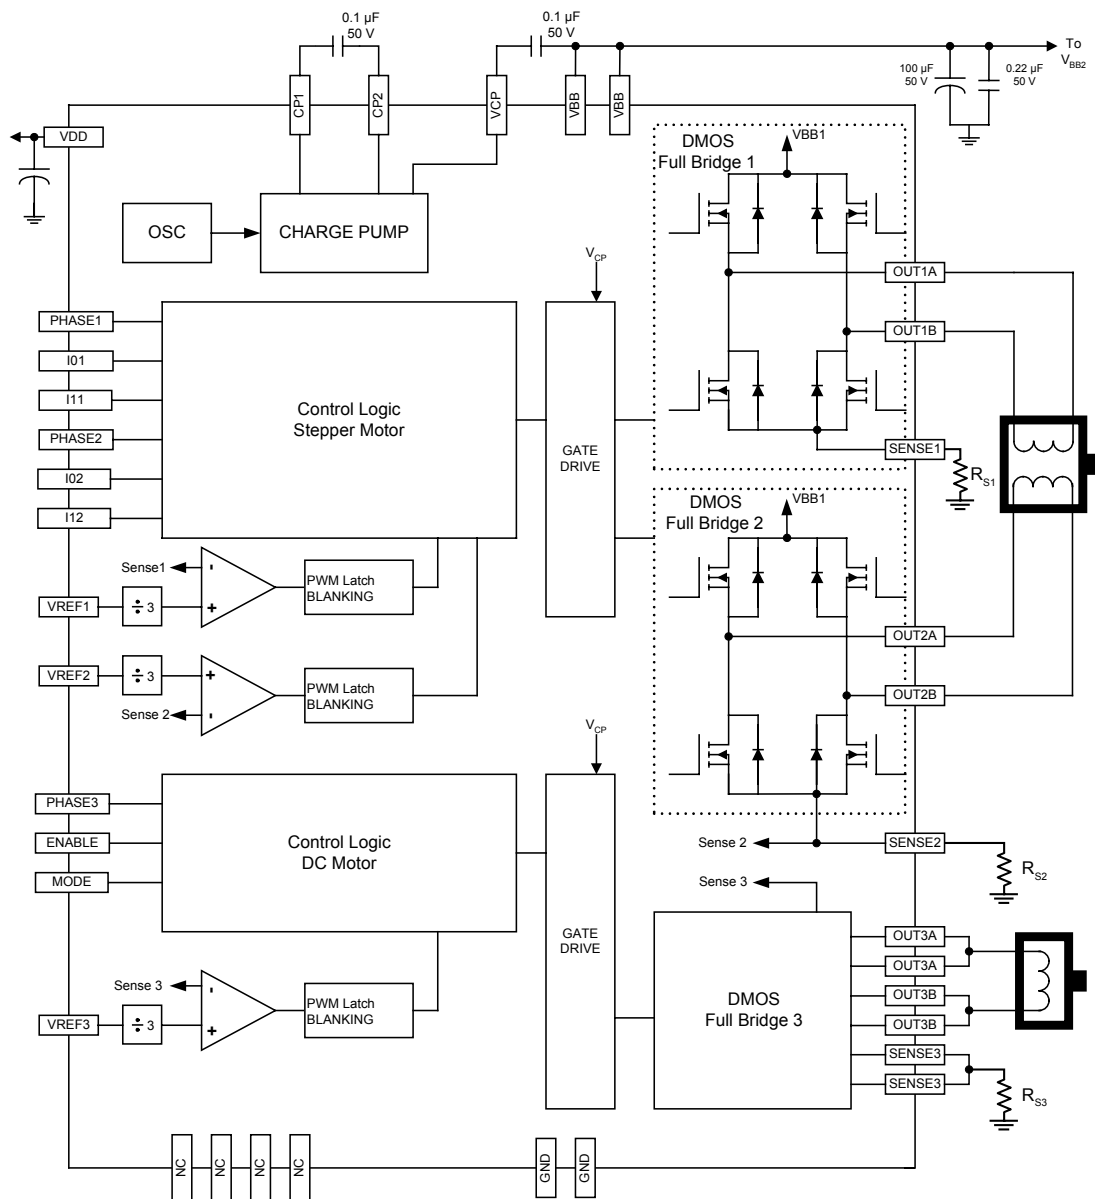 0.1 µF
50 V
0.1 µF
50 V
To
VBB2
100 µF
50 V
0.22 µF
50 V
CP1
CP2
VCP
VBB
VBB
VDD
DMOS
Full Bridge 1
VBB1
OSC
CHARGE PUMP
VCP
OUT1A
PHASE1
OUT1B
I01
I11
Control Logic
Stepper Motor
PHASE2
GATE
DRIVE
SENSE1
RS1
I02
I12
DMOS
Full Bridge 2
VBB1
Sense1
-
+
PWM Latch
BLANKING
VREF1
÷ 3
OUT2A
VREF2
÷ 3
+
-
PWM Latch
BLANKING
OUT2B
Sense 2
VCP
PHASE3
ENABLE
MODE
Control Logic
DC Motor
Sense 2
SENSE2
RS2
Sense 3
GATE
DRIVE
OUT3A
OUT3A
OUT3B
OUT3B
SENSE3
SENSE3
DMOS
Full Bridge 3
Sense 3
-
+
PWM Latch
BLANKING
VREF3
÷ 3
RS3
NC
NC
NC
NC
GND
GND